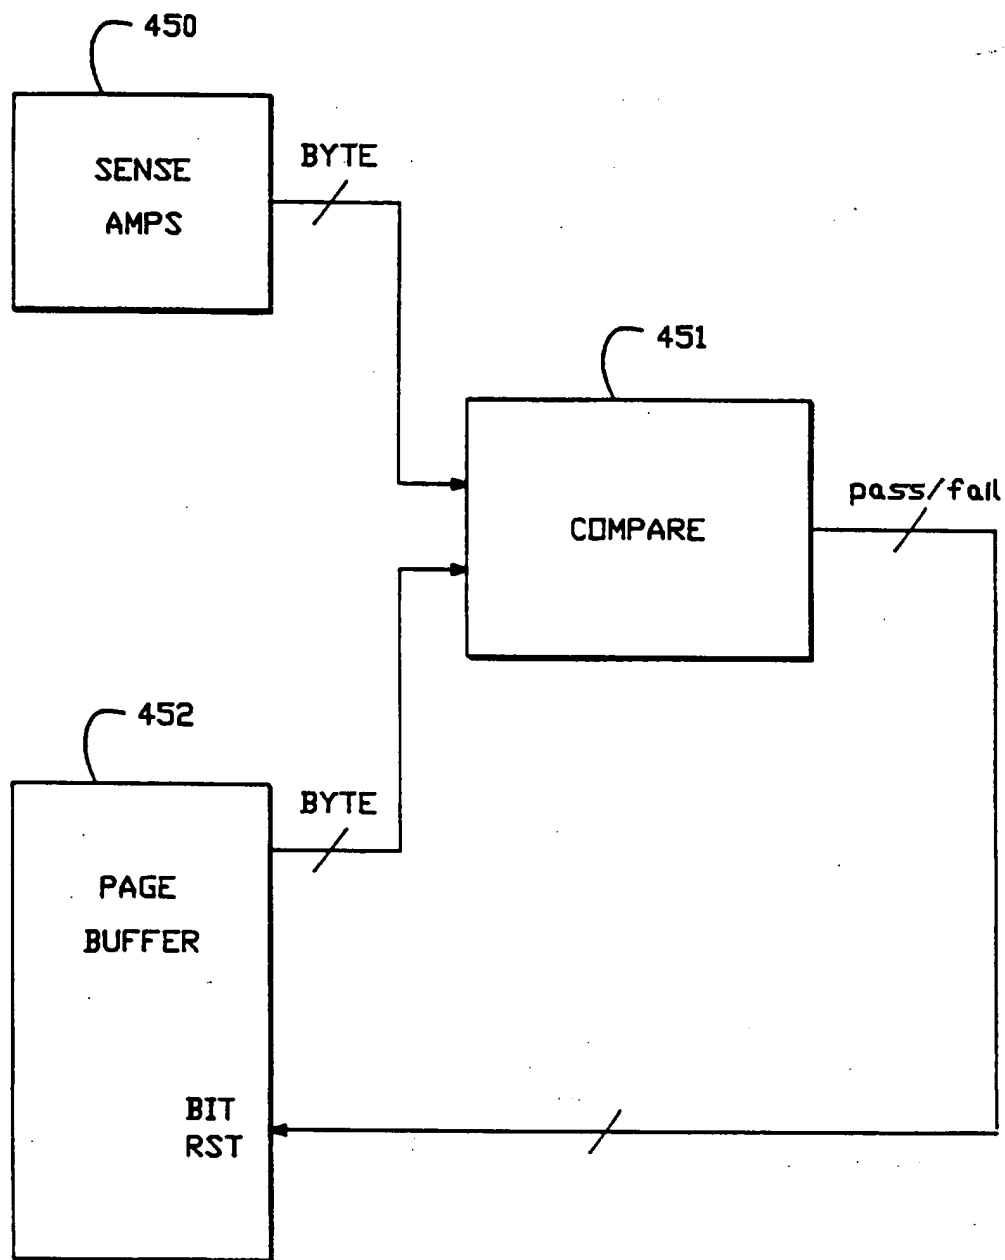 450
SENSE
AMPS
BYTE
451
COMPARE
pass/fail
452
BYTE
PAGE
BUFFER
BIT
RST